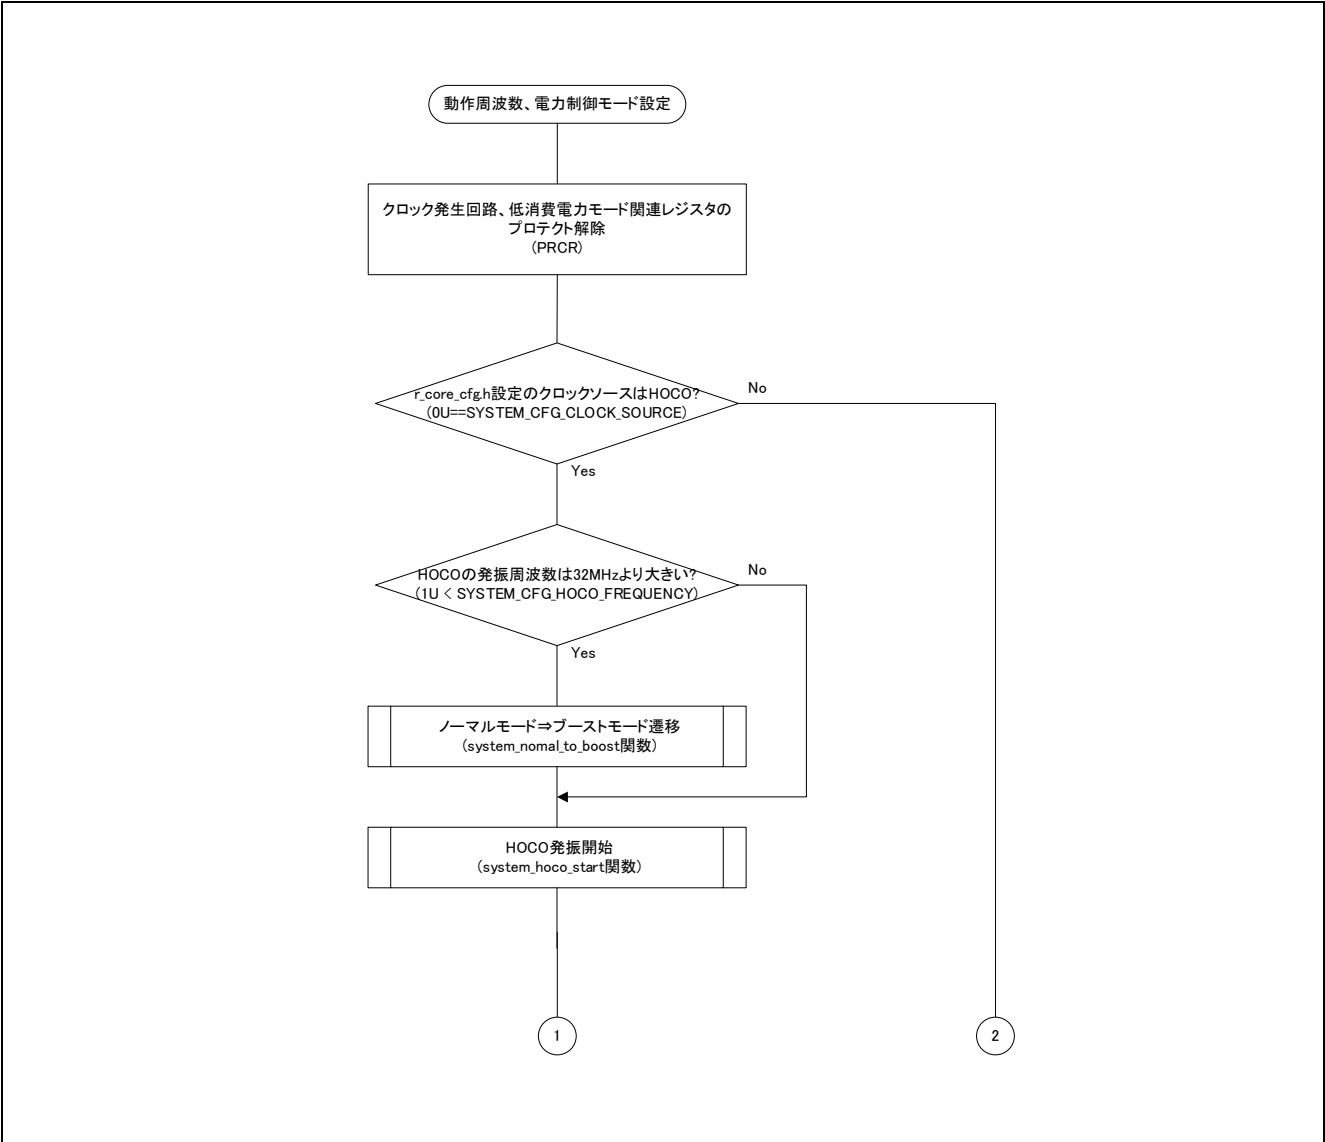 動作周波数、電力制御モード設定
クロック発生回路、低消費電力モード関連レジスタの
プロテクト解除
(PRCR)
r_core_cfg.h設定のクロックソースはHOCO?
(0U==SYSTEM_CFG_CLOCK_SOURCE)
No
Yes
HOCOの発振周波数は32MHzより大きい?
(1U < SYSTEM_CFG_HOCO_FREQUENCY)
No
Yes
ノーマルモード⇒ブーストモード遷移
(system_nomal_to_boost関数)
HOCO発振開始
(system_hoco_start関数)
1
2